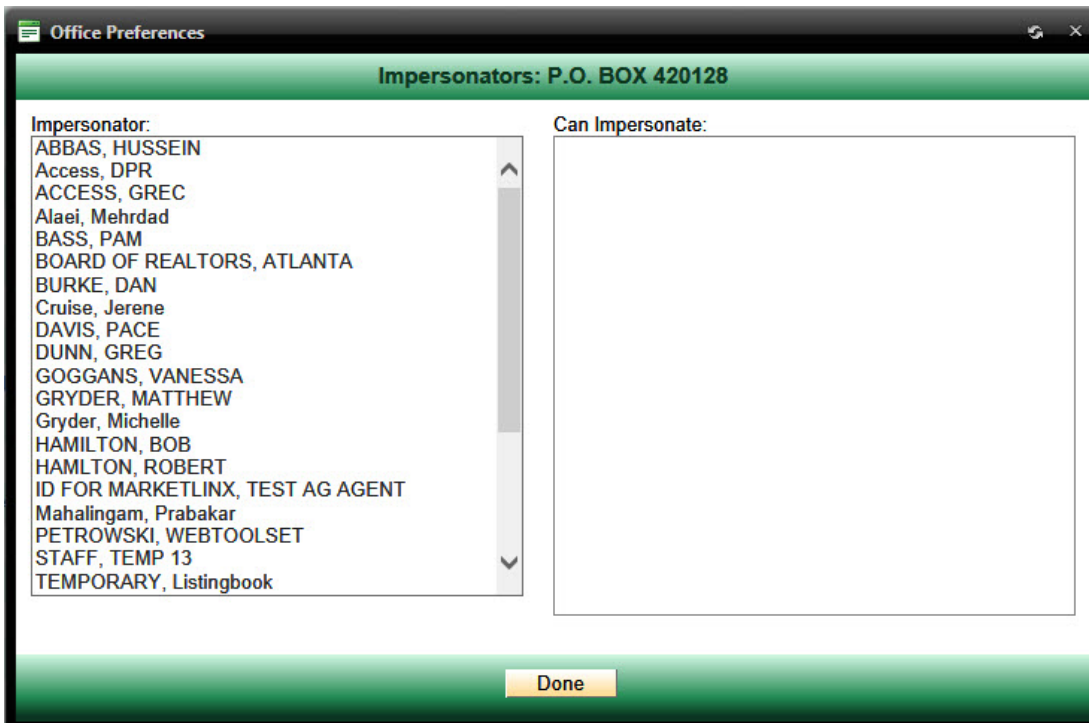 Office Preferences
Impersonators: P.O. BOX 420128
Impersonator:
ABBAS, HUSSEIN
Access, DPR
ACCESS, GREC
Alaei, Mehrdad
BASS, PAM
BOARD OF REALTORS, ATLANTA
BURKE, DAN
Cruise, Jerene
DAVIS, PACE
DUNN, GREG
GOGGANS, VANESSA
GRYDER, MATTHEW
Gryder, Michelle
HAMILTON, BOB
HAMLTON, ROBERT
ID FOR MARKETLINX, TEST AG AGENT
Mahalingam, Prabakar
PETROWSKI, WEBTOOLSET
STAFF, TEMP 13
TEMPORARY, Listingbook
Can Impersonate:
Done